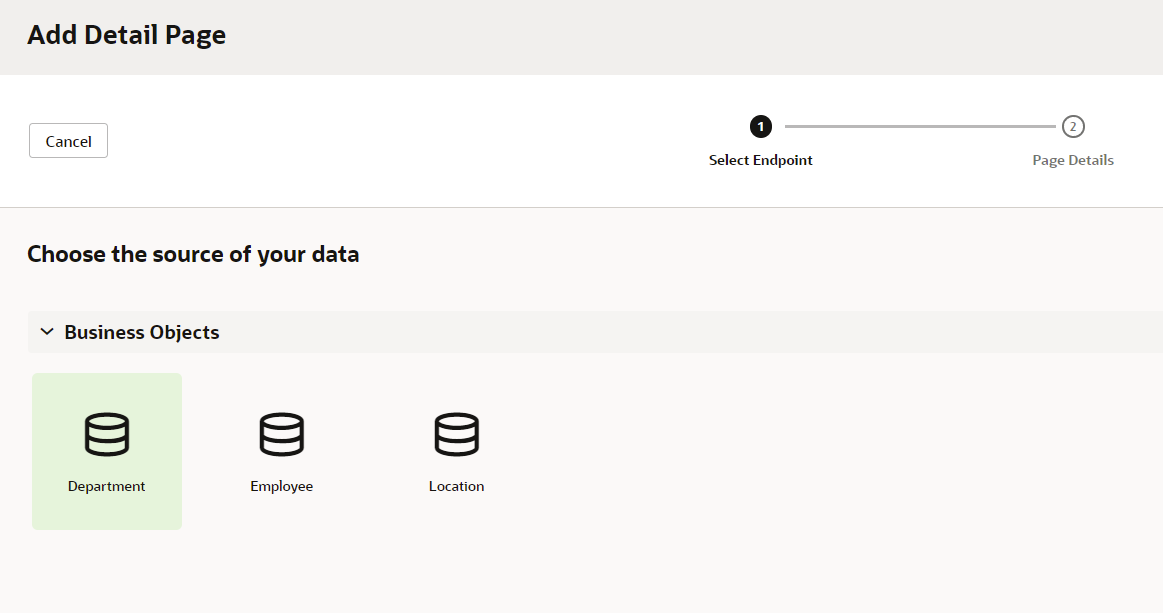 Add Detail Page
Cancel
1
2
Select Endpoint
Page Details
Choose the source of your data
Business Objects
Department
Employee
Location